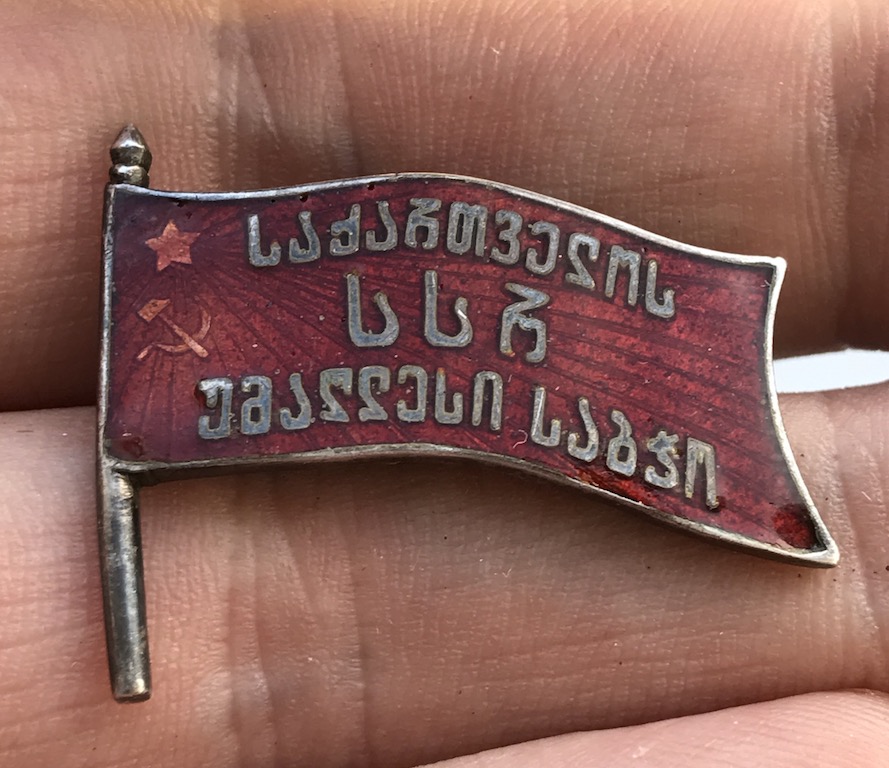 საქართველოს
სსრ
უმაღლესი საბჭო